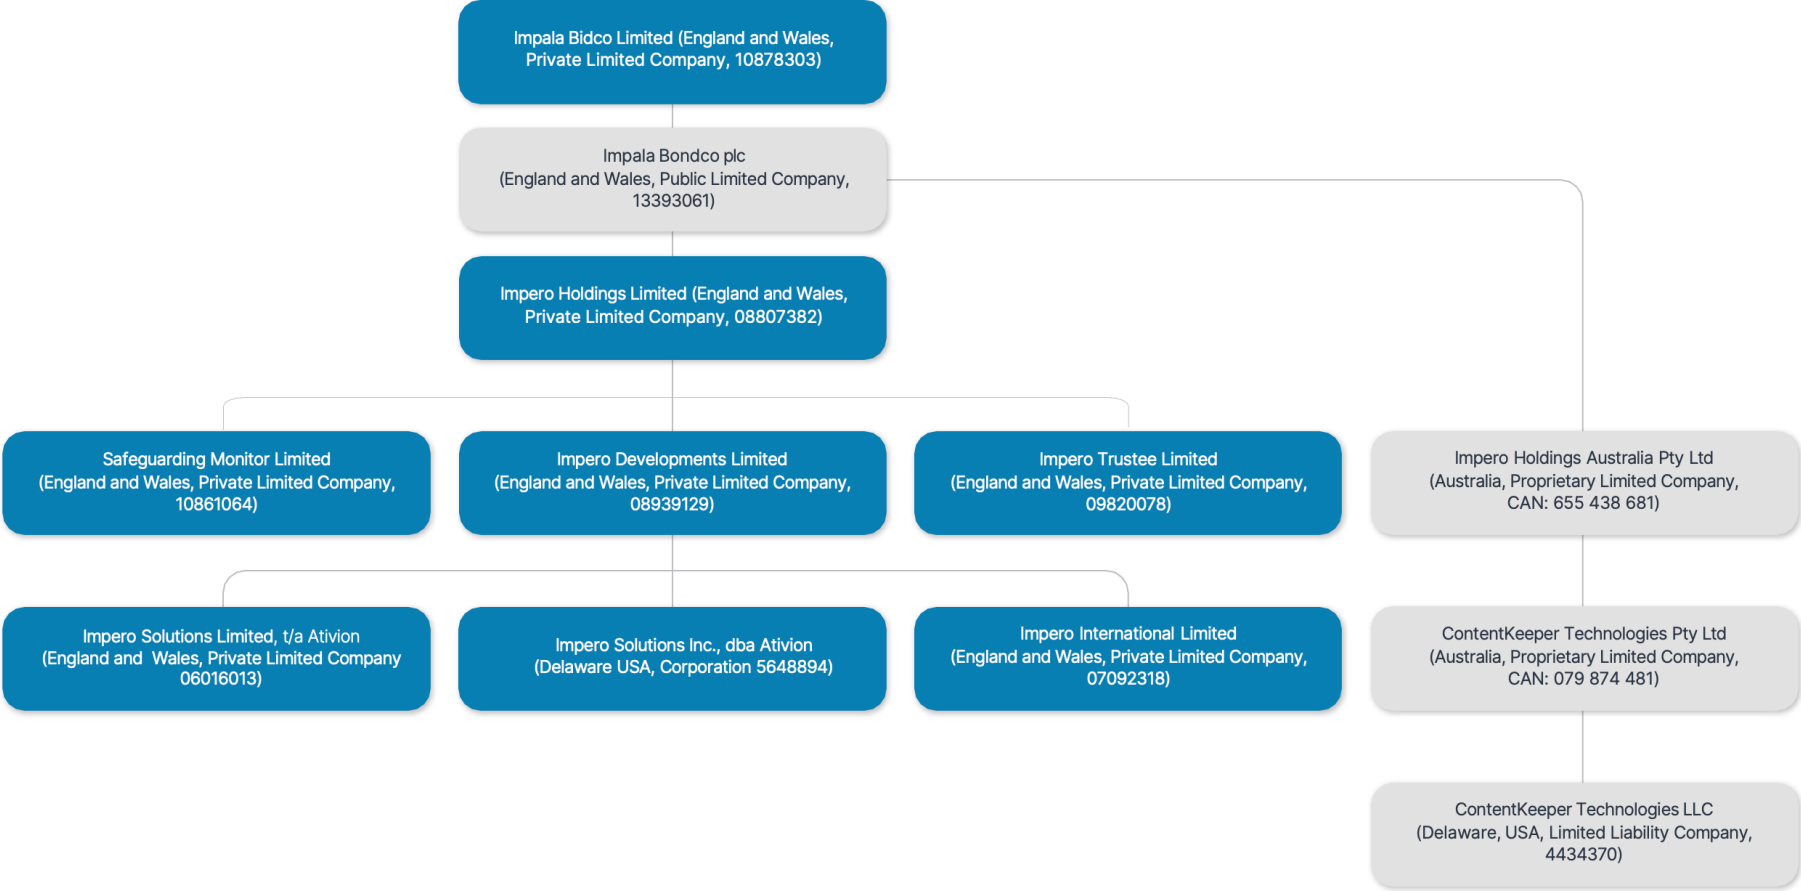 Impala Bidco Limited (England and Wales,
Private Limited Company, 10878303)
Impala Bondco plc
(England and Wales, Public Limited Company,
13393061)
Impero Holdings Limited (England and Wales,
Private Limited Company, 08807382)
Safeguarding Monitor Limited
(England and Wales, Private Limited Company,
10861064)
Impero Developments Limited
(England and Wales, Private Limited Company,
08939129)
Impero Trustee Limited
(England and Wales, Private Limited Company,
09820078)
Impero Holdings Australia Pty Ltd
(Australia, Proprietary Limited Company,
CAN: 655 438 681)
Impero Solutions Limited, t/a Ativion
(England and Wales, Private Limited Company
06016013)
Impero Solutions Inc., dba Ativion
(Delaware USA, Corporation 5648894)
Impero International Limited
(England and Wales, Private Limited Company,
07092318)
ContentKeeper Technologies Pty Ltd
(Australia, Proprietary Limited Company,
CAN: 079 874 481)
ContentKeeper Technologies LLC
(Delaware, USA, Limited Liability Company,
4434370)